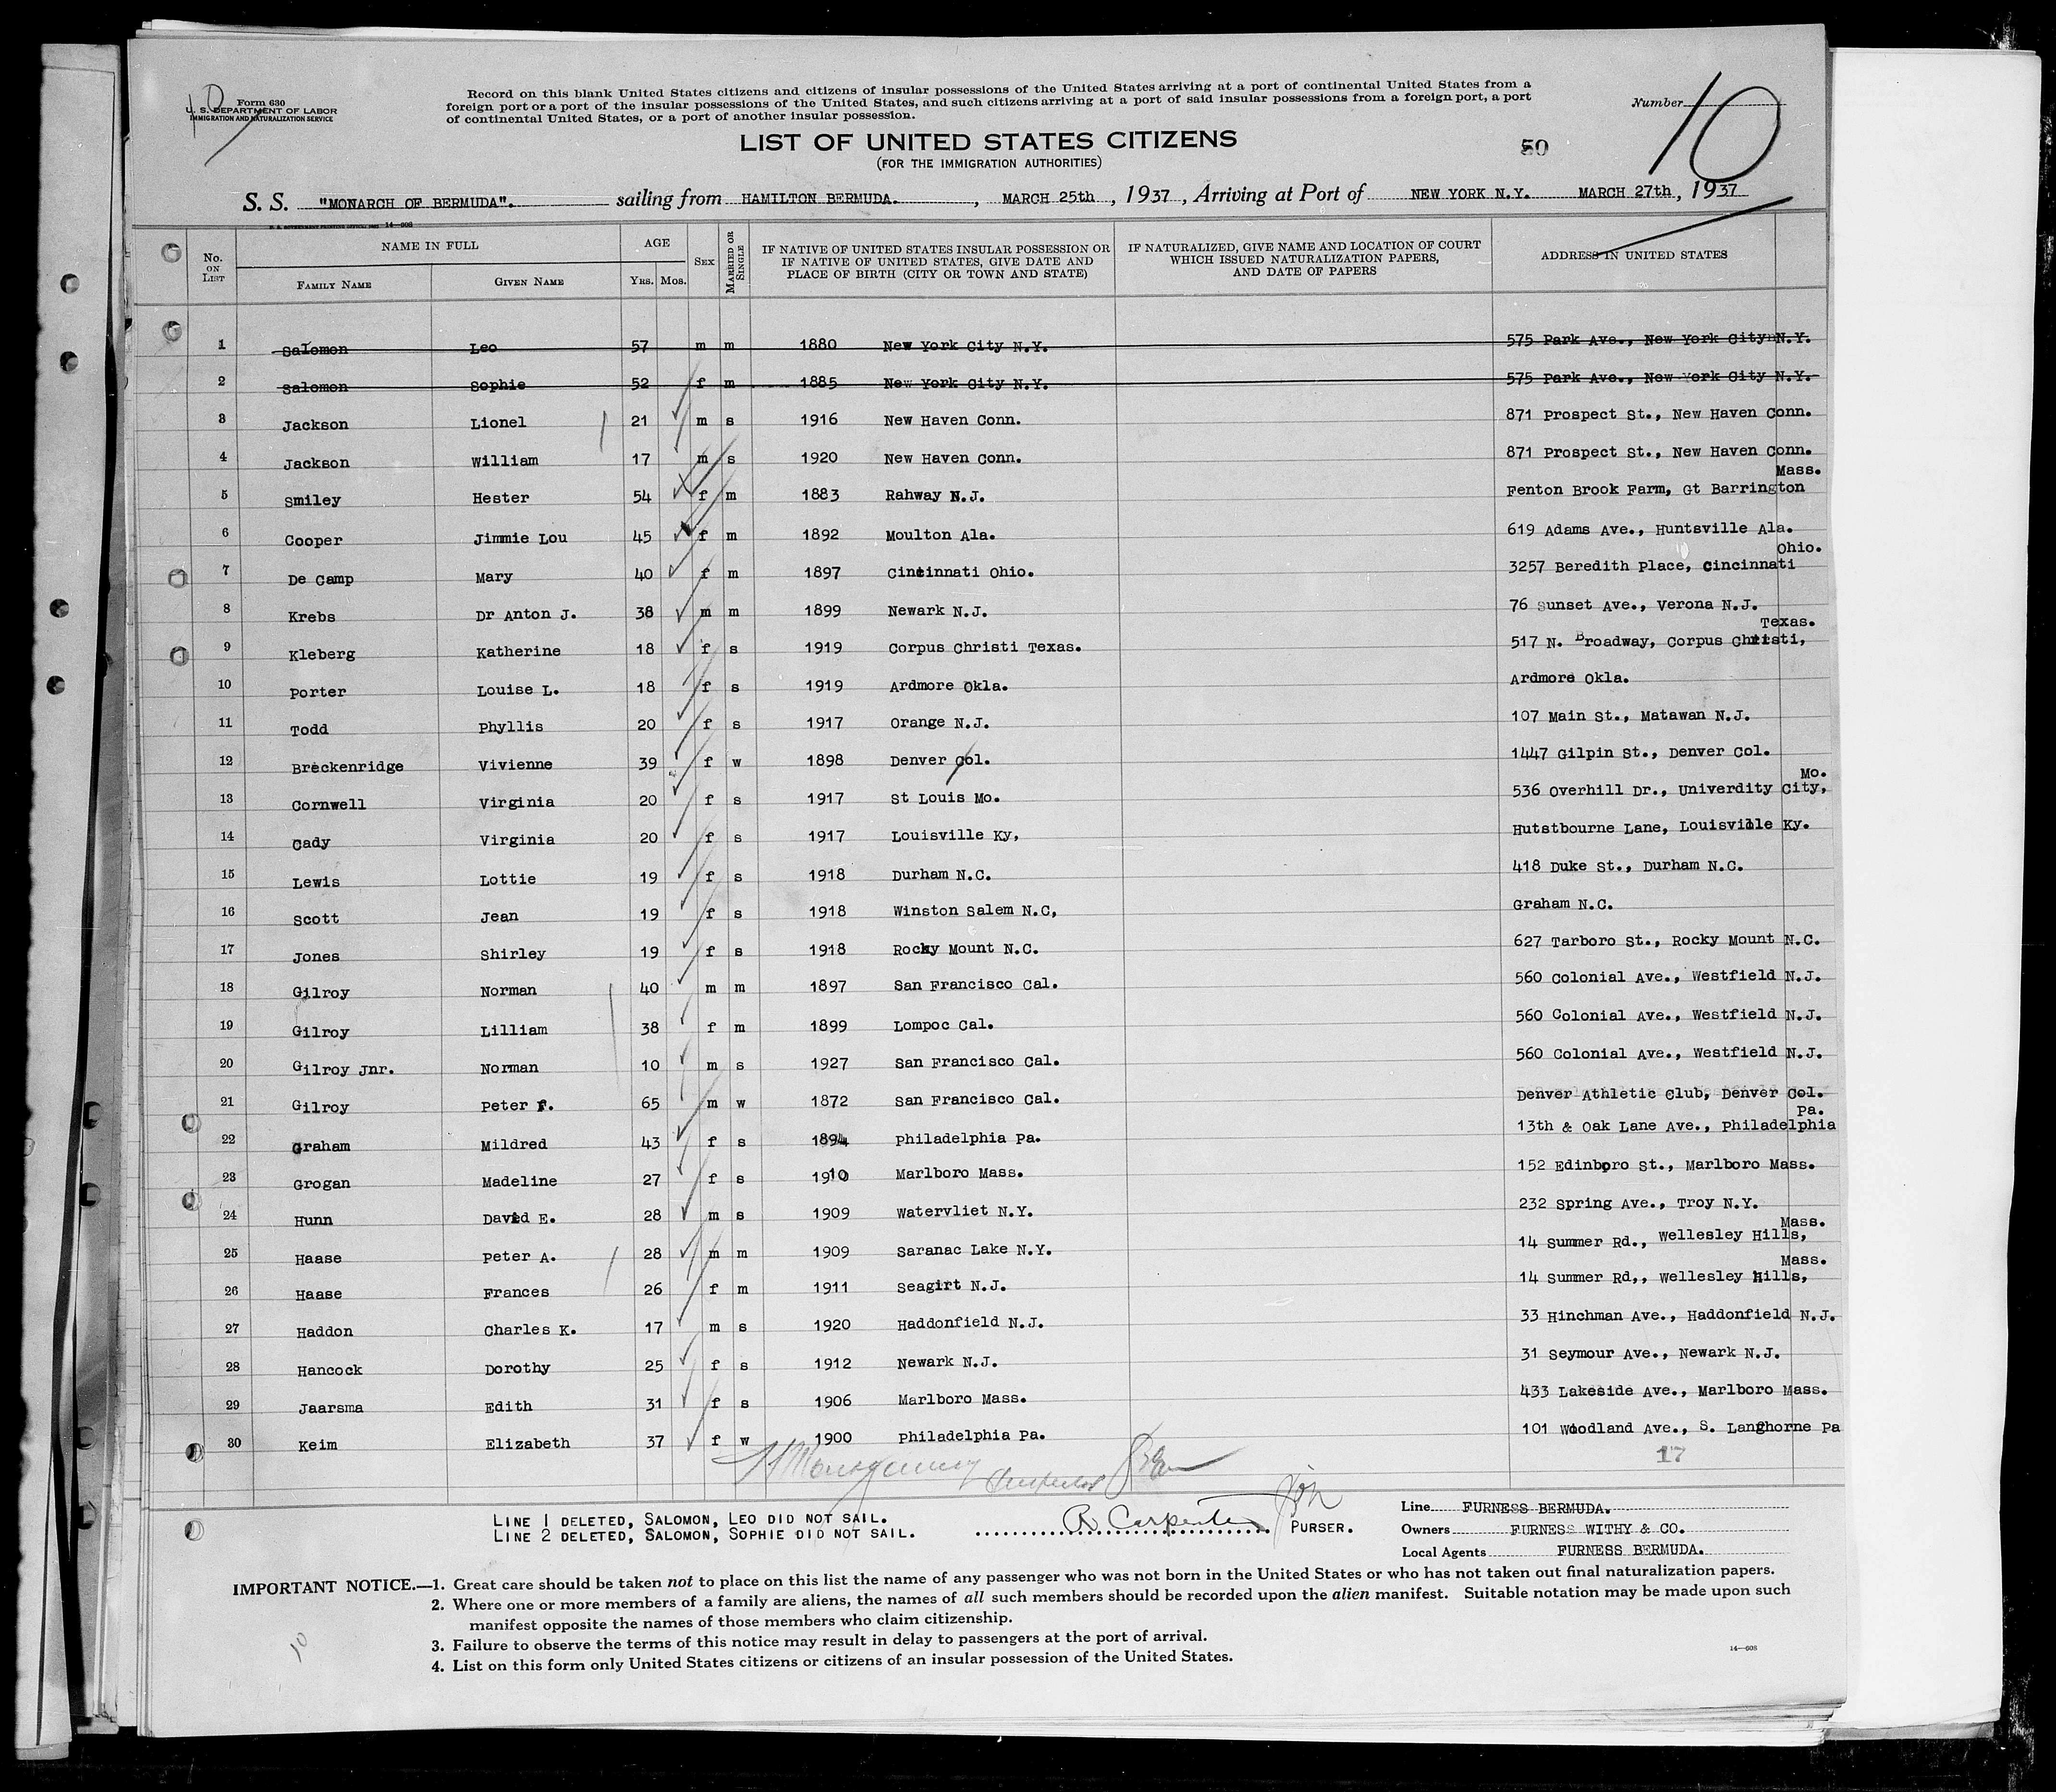 Form 630
U. S. DEPARTMENT OF LABOR
IMMIGRATION AND NATURALIZATION SERVICE
Record on this blank United States citizens and citizens of insular possessions of the United States arriving at a port of continental United States from a
foreign port or a port of the insular possessions of the United States, and such citizens arriving at a port of said insular possessions from a foreign port, a port
of continental United States, or a port of another insular possession.
Number 10
LIST OF UNITED STATES CITIZENS
(FOR THE IMMIGRATION AUTHORITIES)
50
S. S. "MONARCH OF BERMUDA". sailing from HAMILTON BERMUDA. , MARCH 25th , 1937 , Arriving at Port of NEW YORK N.Y. MARCH 27th , 1937
No. ON LIST
NAME IN FULL
FAMILY NAME
GIVEN NAME
AGE
YRS. MOS.
SEX
MARRIED OR SINGLE
IF NATIVE OF UNITED STATES INSULAR POSSESSION OR
IF NATIVE OF UNITED STATES, GIVE DATE AND
PLACE OF BIRTH (CITY OR TOWN AND STATE)
IF NATURALIZED, GIVE NAME AND LOCATION OF COURT
WHICH ISSUED NATURALIZATION PAPERS,
AND DATE OF PAPERS
ADDRESS IN UNITED STATES
1 Salomon Leo 57 m m 1880 New York City N.Y. 575 Park Ave., New York City N.Y.
2 Salomon Sophie 52 f m 1885 New York City N.Y. 575 Park Ave., New York City N.Y.
3 Jackson Lionel 21 m s 1916 New Haven Conn. 871 Prospect St., New Haven Conn.
4 Jackson William 17 m s 1920 New Haven Conn. 871 Prospect St., New Haven Conn.
Mass.
5 Smiley Hester 54 f m 1883 Rahway N.J. Fenton Brook Farm, Gt Barrington
6 Cooper Jimmie Lou 45 f m 1892 Moulton Ala. 619 Adams Ave., Huntsville Ala.
Ohio.
7 De Camp Mary 40 f m 1897 Cincinnati Ohio. 3257 Beredith Place, Cincinnati
8 Krebs Dr Anton J. 38 m m 1899 Newark N.J. 76 Sunset Ave., Verona N.J.
Texas.
9 Kleberg Katherine 18 f s 1919 Corpus Christi Texas. 517 N. Broadway, Corpus Christi,
10 Porter Louise L. 18 f s 1919 Ardmore Okla. Ardmore Okla.
11 Todd Phyllis 20 f s 1917 Orange N.J. 107 Main St., Matawan N.J.
12 Breckenridge Vivienne 39 f w 1898 Denver Col. 1447 Gilpin St., Denver Col.
Mo.
13 Cornwell Virginia 20 f s 1917 St Louis Mo. 536 Overhill Dr., Univerdity City,
14 Cady Virginia 20 f s 1917 Louisville Ky, Hutstbourne Lane, Louisville Ky.
15 Lewis Lottie 19 f s 1918 Durham N.C. 418 Duke St., Durham N.C.
16 Scott Jean 19 f s 1918 Winston Salem N.C, Graham N.C.
17 Jones Shirley 19 f s 1918 Rocky Mount N.C. 627 Tarboro St., Rocky Mount N.C.
18 Gilroy Norman 40 m m 1897 San Francisco Cal. 560 Colonial Ave., Westfield N.J.
19 Gilroy Lilliam 38 f m 1899 Lompoc Cal. 560 Colonial Ave., Westfield N.J.
20 Gilroy Jnr. Norman 10 m s 1927 San Francisco Cal. 560 Colonial Ave., Westfield N.J.
21 Gilroy Peter F. 65 m w 1872 San Francisco Cal. Denver Athletic Club, Denver Col.
Pa.
22 Graham Mildred 43 f s 1894 Philadelphia Pa. 13th & Oak Lane Ave., Philadelphia
23 Grogan Madeline 27 f s 1910 Marlboro Mass. 152 Edinboro St., Marlboro Mass.
24 Hunn David E. 28 m s 1909 Watervliet N.Y. 232 Spring Ave., Troy N.Y.
Mass.
25 Haase Peter A. 28 m m 1909 Saranac Lake N.Y. 14 Summer Rd., Wellesley Hills,
Mass.
26 Haase Frances 26 f m 1911 Seagirt N.J. 14 Summer Rd,, Wellesley Hills,
27 Haddon Charles K. 17 m s 1920 Haddonfield N.J. 33 Hinchman Ave., Haddonfield N.J.
28 Hancock Dorothy 25 f s 1912 Newark N.J. 31 Seymour Ave., Newark N.J.
29 Jaarsma Edith 31 f s 1906 Marlboro Mass. 433 Lakeside Ave., Marlboro Mass.
30 Keim Elizabeth 37 f w 1900 Philadelphia Pa. 101 Woodland Ave., S. Langhorne Pa
17
LINE 1 DELETED, SALOMON, LEO DID NOT SAIL.
LINE 2 DELETED, SALOMON, SOPHIE DID NOT SAIL.
R Carpenter PURSER.
Line FURNESS BERMUDA.
Owners FURNESS WITHY & CO.
Local Agents FURNESS BERMUDA.
IMPORTANT NOTICE.—1. Great care should be taken not to place on this list the name of any passenger who was not born in the United States or who has not taken out final naturalization papers.
2. Where one or more members of a family are aliens, the names of all such members should be recorded upon the alien manifest. Suitable notation may be made upon such
manifest opposite the names of those members who claim citizenship.
3. Failure to observe the terms of this notice may result in delay to passengers at the port of arrival.
4. List on this form only United States citizens or citizens of an insular possession of the United States.
10
14—608